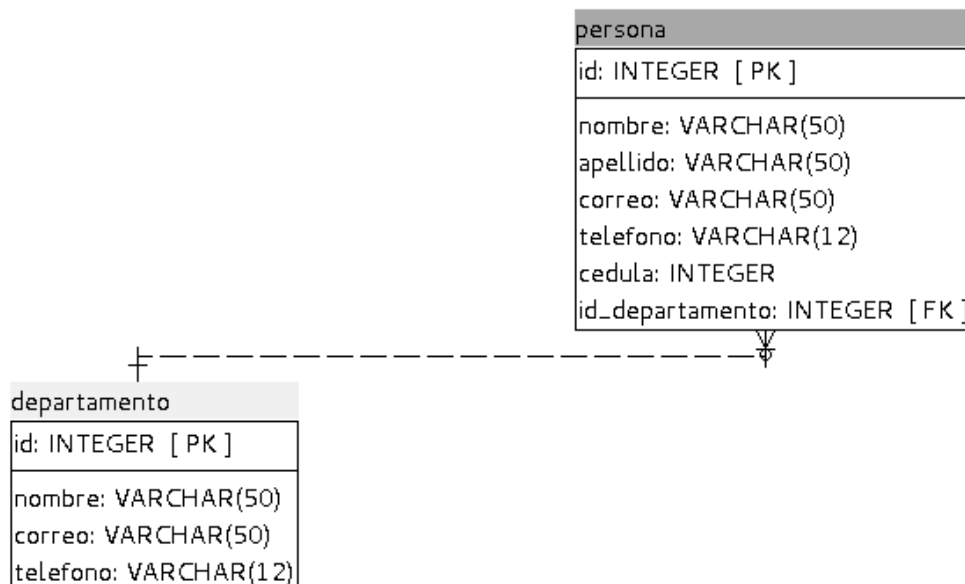 persona
id: INTEGER [ PK ]
nombre: VARCHAR(50)
apellido: VARCHAR(50)
correo: VARCHAR(50)
telefono: VARCHAR(12)
cedula: INTEGER
id_departamento: INTEGER [ FK ]
departamento
id: INTEGER [ PK ]
nombre: VARCHAR(50)
correo: VARCHAR(50)
telefono: VARCHAR(12)